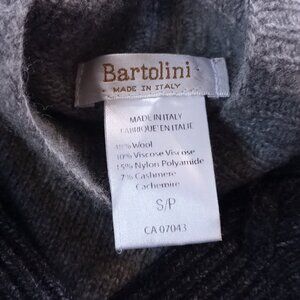 Bartolini
MADE IN ITALY
MADE IN ITALY
FABRIQUE EN ITALIE
Wool
10% Viscose Viscose
15% Nylon Polyamide
7% Cashmere
Cachemire
S/P
CA 07043